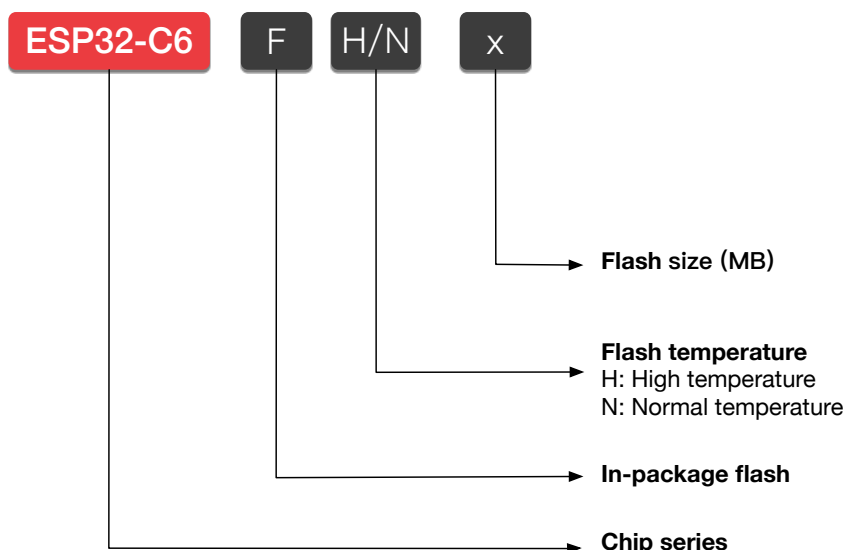 ESP32-C6 F H/N x
Flash size (MB)
Flash temperature
H: High temperature
N: Normal temperature
In-package flash
Chip series